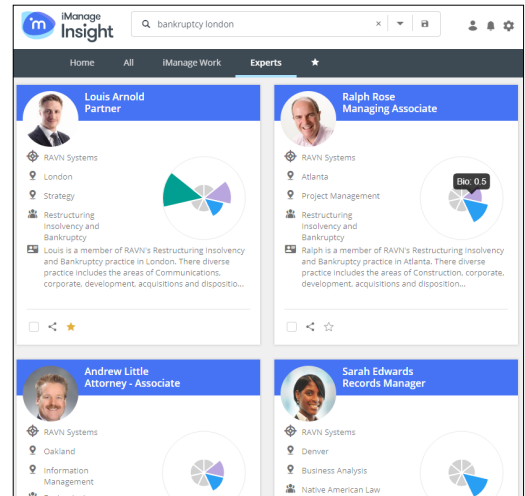 iManage
Insight
bankruptcy london
Home All iManage Work Experts
Louis Arnold
Partner
RAVN Systems
London
Strategy
Restructuring
Insolvency and
Bankruptcy
Louis is a member of RAVN's Restructuring Insolvency
and Bankruptcy practice in London. There diverse
practice includes the areas of Communications,
corporate, development, acquisitions and dispositio...
Ralph Rose
Managing Associate
RAVN Systems
Atlanta
Project Management
Restructuring
Insolvency and
Bankruptcy
Bio: 0.5
Ralph is a member of RAVN's Restructuring Insolvency
and Bankruptcy practice in Atlanta. There diverse
practice includes the areas of Construction, corporate,
development, acquisitions and disposition...
Andrew Little
Attorney - Associate
RAVN Systems
Oakland
Information
Management
Sarah Edwards
Records Manager
RAVN Systems
Denver
Business Analysis
Native American Law